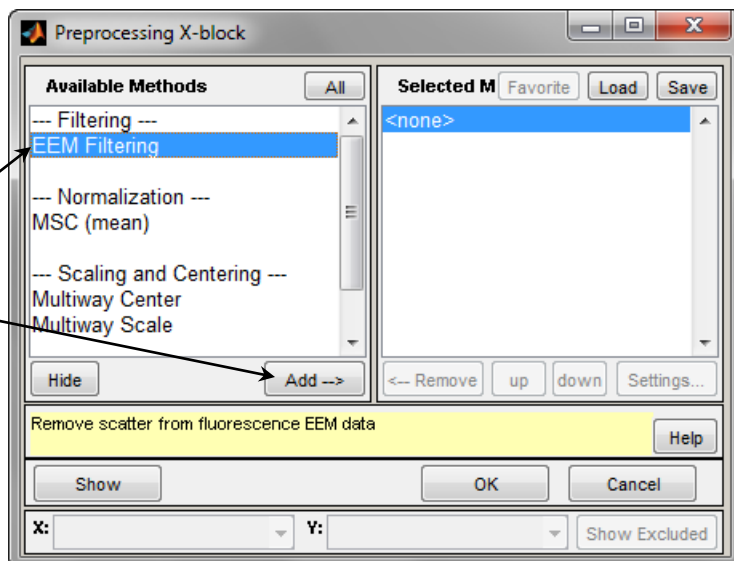 Preprocessing X-block
Available Methods All
--- Filtering ---
EEM Filtering
--- Normalization ---
MSC (mean)
--- Scaling and Centering ---
Multiway Center
Multiway Scale
Hide Add -->
Selected M Favorite Load Save
<none>
<-- Remove up down Settings...
Remove scatter from fluorescence EEM data
Help
Show OK Cancel
X: Y: Show Excluded